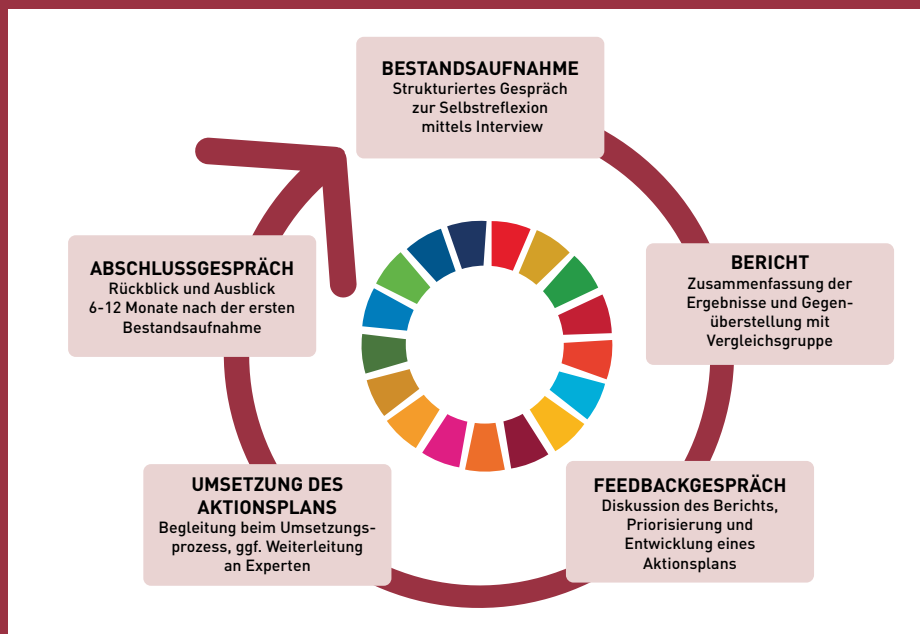 BESTANDSAUFNAHME
Strukturiertes Gespräch
zur Selbstreflexion
mittels Interview
BERICHT
Zusammenfassung der
Ergebnisse und Gegen-
überstellung mit
Vergleichsgruppe
FEEDBACKGESPRÄCH
Diskussion des Berichts,
Priorisierung und
Entwicklung eines
Aktionsplans
UMSETZUNG DES
AKTIONSPLANS
Begleitung beim Umsetzungs-
prozess, ggf. Weiterleitung
an Experten
ABSCHLUSSGESPRÄCH
Rückblick und Ausblick
6-12 Monate nach der ersten
Bestandsaufnahme